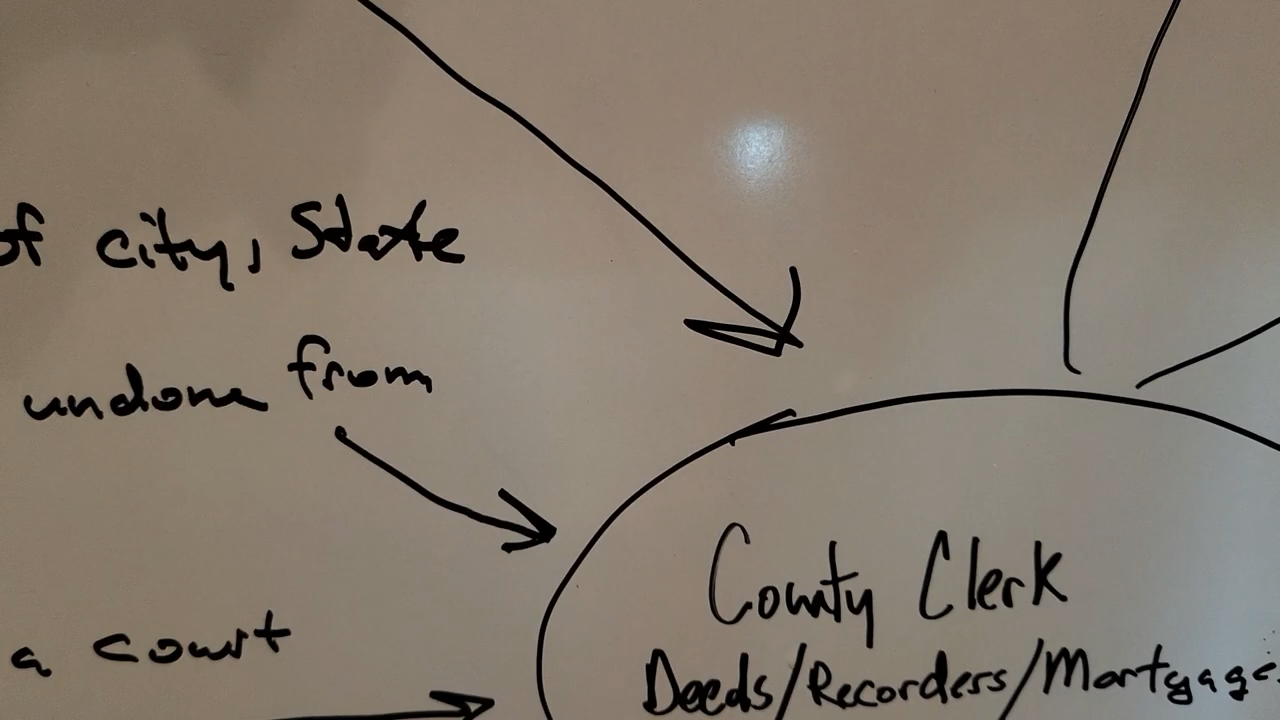 of city, State
undone from
a court
County Clerk
Deeds/Recorders/Mortgage